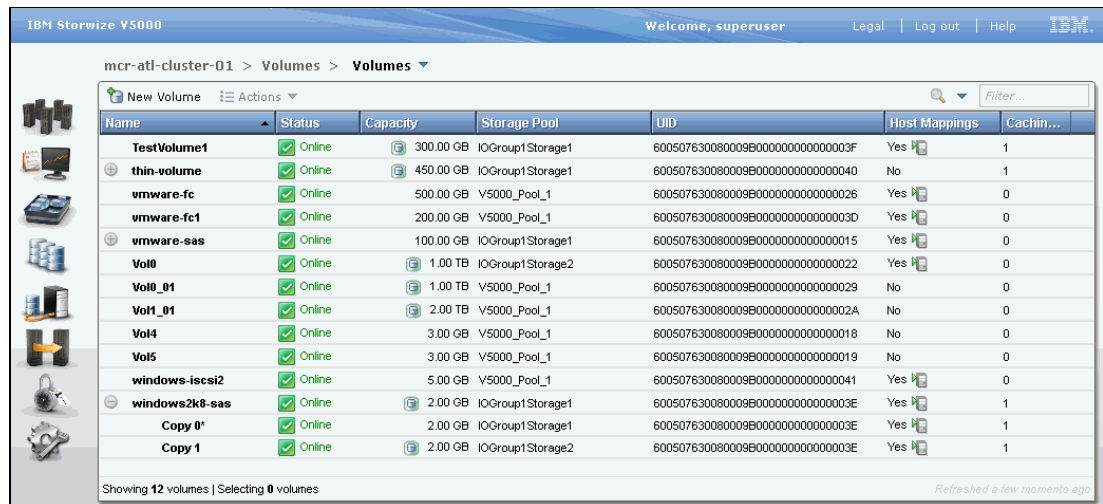 IBM Storwize V5000 Welcome, superuser Legal | Log out | Help IBM.
mcr-atl-cluster-01 > Volumes > Volumes
New Volume Actions Filter...
Name Status Capacity Storage Pool UID Host Mappings Cachin...
TestVolume1 Online 300.00 GB IOGroup1Storage1 600507630080009B000000000000003F Yes 1
thin-volume Online 450.00 GB IOGroup1Storage1 600507630080009B0000000000000040 No 1
vmware-fc Online 500.00 GB V5000_Pool_1 600507630080009B0000000000000026 Yes 0
vmware-fc1 Online 200.00 GB V5000_Pool_1 600507630080009B000000000000003D Yes 0
vmware-sas Online 100.00 GB IOGroup1Storage1 600507630080009B0000000000000015 Yes 0
Vol0 Online 1.00 TB IOGroup1Storage2 600507630080009B0000000000000022 Yes 0
Vol0_01 Online 1.00 TB V5000_Pool_1 600507630080009B0000000000000029 No 0
Vol1_01 Online 2.00 TB V5000_Pool_1 600507630080009B000000000000002A No 0
Vol4 Online 3.00 GB V5000_Pool_1 600507630080009B0000000000000018 No 0
Vol5 Online 3.00 GB V5000_Pool_1 600507630080009B0000000000000019 No 0
windows-iscsi2 Online 5.00 GB V5000_Pool_1 600507630080009B0000000000000041 Yes 0
windows2k8-sas Online 2.00 GB IOGroup1Storage1 600507630080009B000000000000003E Yes 1
Copy 0* Online 2.00 GB IOGroup1Storage1 600507630080009B000000000000003E Yes 1
Copy 1 Online 2.00 GB IOGroup1Storage2 600507630080009B000000000000003E Yes 1
Showing 12 volumes | Selecting 0 volumes Refreshed a few moments ago